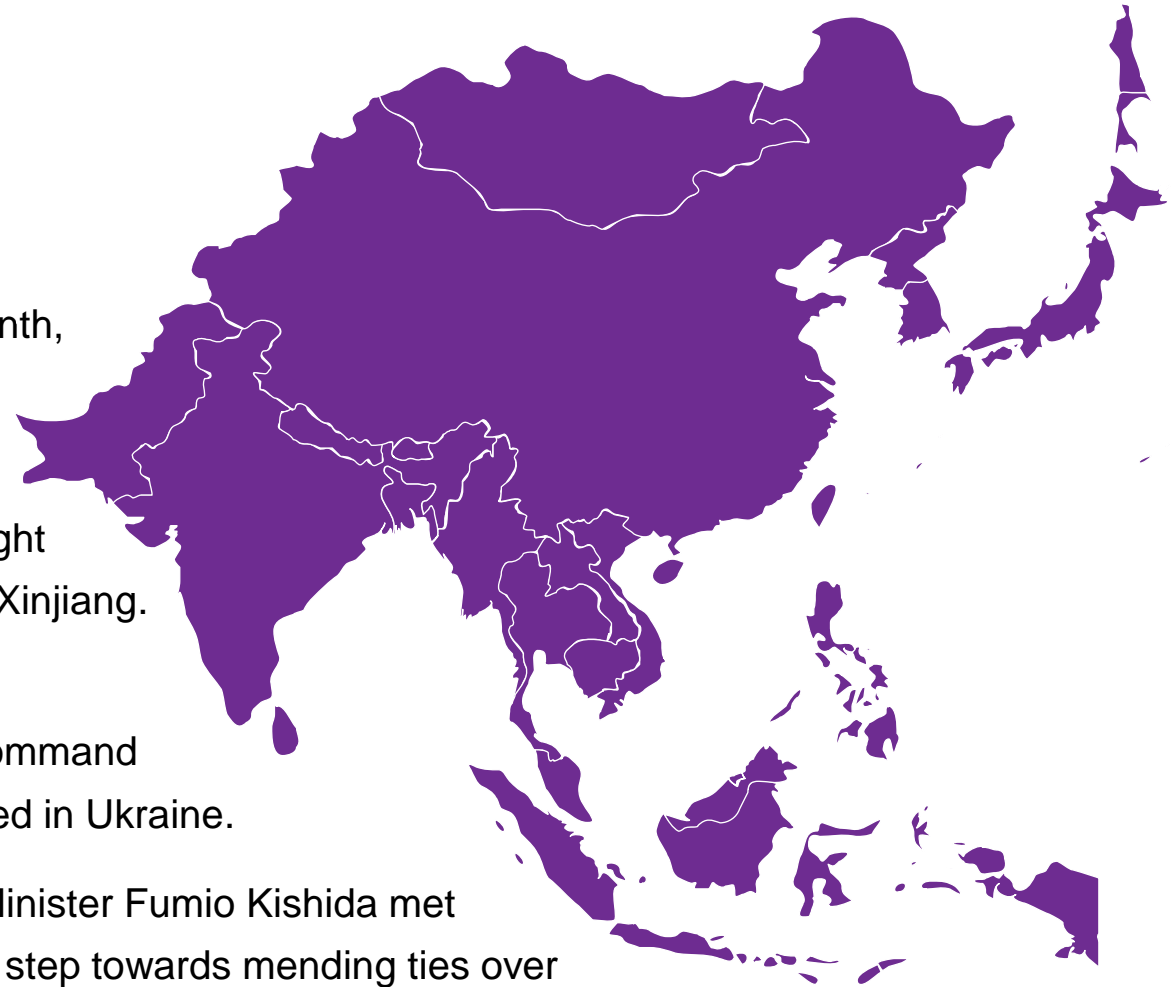 nth,
ght
Xinjiang.
ommand
ed in Ukraine.
inister Fumio Kishida met
step towards mending ties over